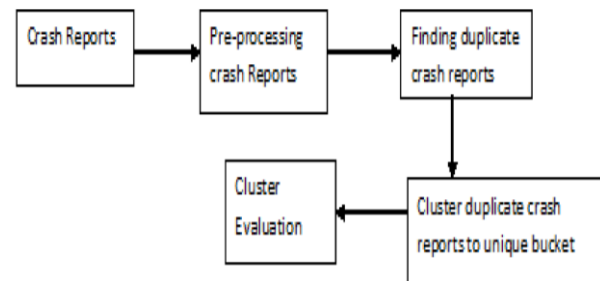 Crash Reports
Pre-processing
crash Reports
Finding duplicate
crash reports
Cluster duplicate crash
reports to unique bucket
Cluster
Evaluation